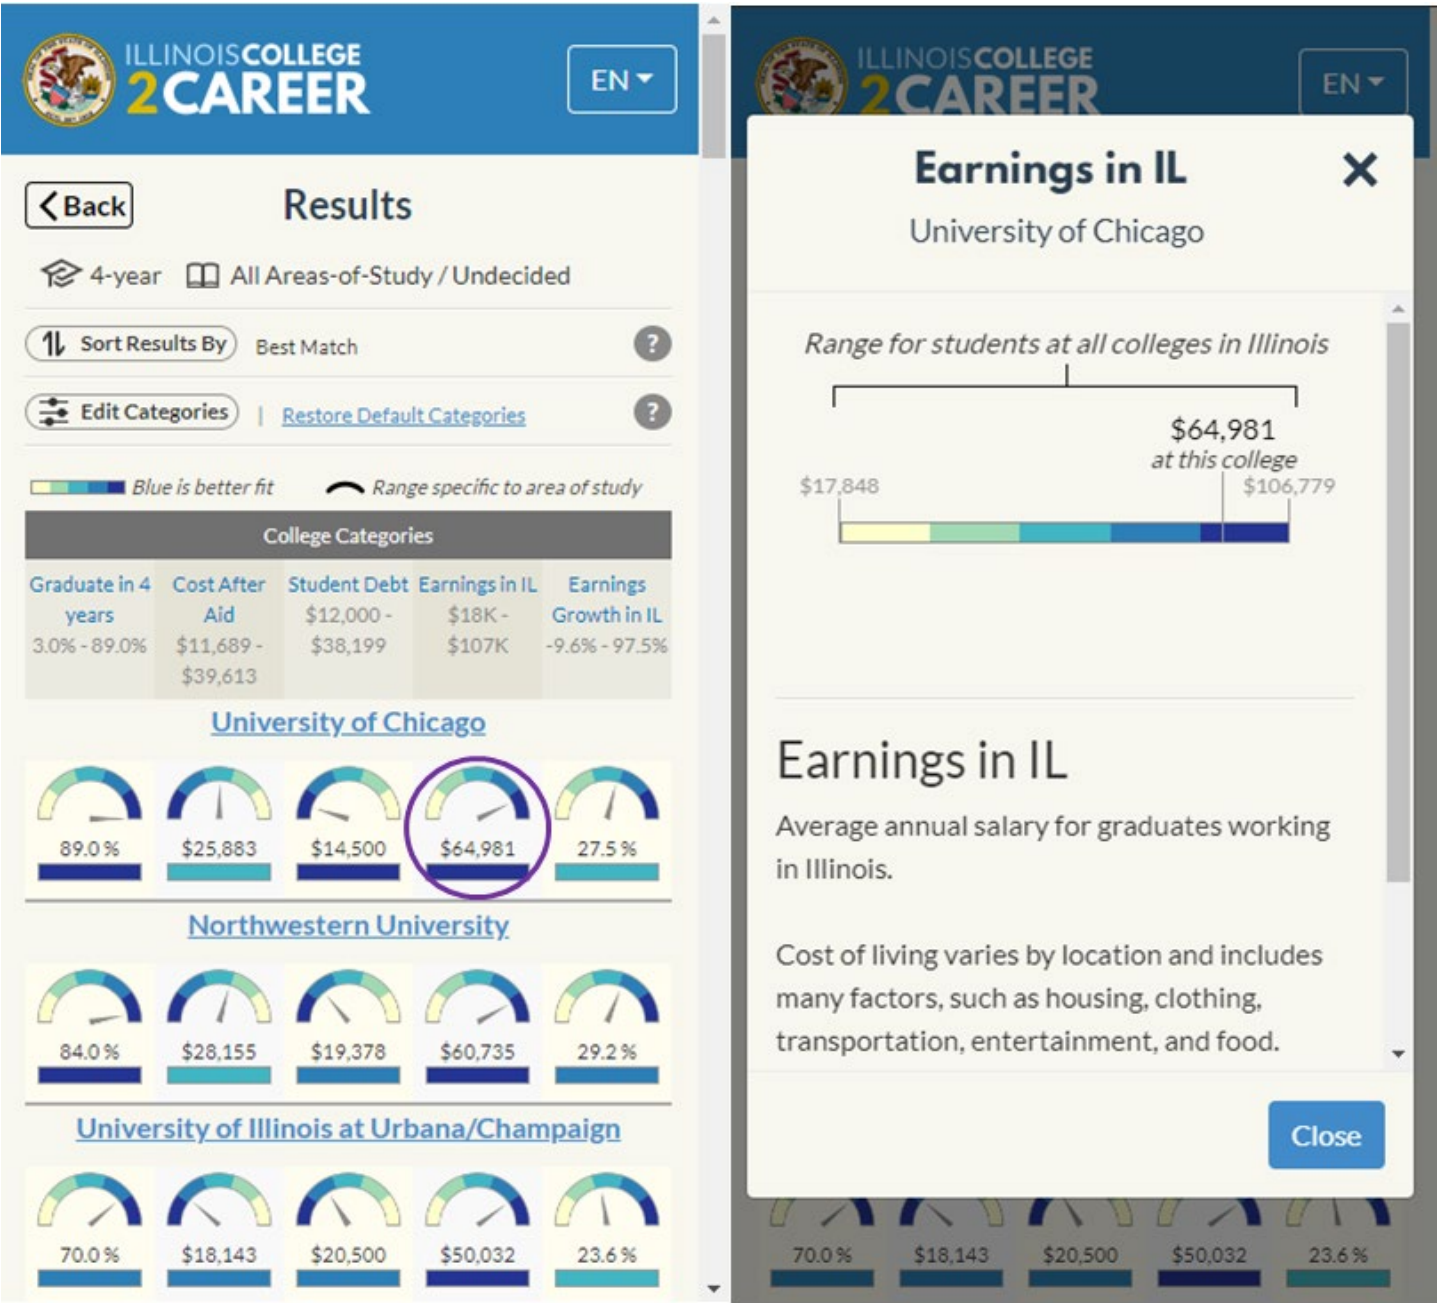 ILLINOISCOLLEGE
2CAREER
EN
Back
Results
4-year
All Areas-of-Study / Undecided
Sort Results By
Best Match
?
Edit Categories
|
Restore Default Categories
?
Blue is better fit
Range specific to area of study
College Categories
Graduate in 4
years
3.0% - 89.0%
Cost After
Aid
$11,689 -
$39,613
Student Debt
$12,000 -
$38,199
Earnings in IL
$18K -
$107K
Earnings
Growth in IL
-9.6% - 97.5%
University of Chicago
89.0 %
$25,883
$14,500
$64,981
27.5 %
Northwestern University
84.0 %
$28,155
$19,378
$60,735
29.2 %
University of Illinois at Urbana/Champaign
70.0 %
$18,143
$20,500
$50,032
23.6 %
ILLINOISCOLLEGE
2CAREER
EN
Earnings in IL
University of Chicago
Range for students at all colleges in Illinois
$64,981
at this college
$17,848
$106,779
Earnings in IL
Average annual salary for graduates working
in Illinois.
Cost of living varies by location and includes
many factors, such as housing, clothing,
transportation, entertainment, and food.
Close
70.0 %
$18,143
$20,500
$50,032
23.6 %